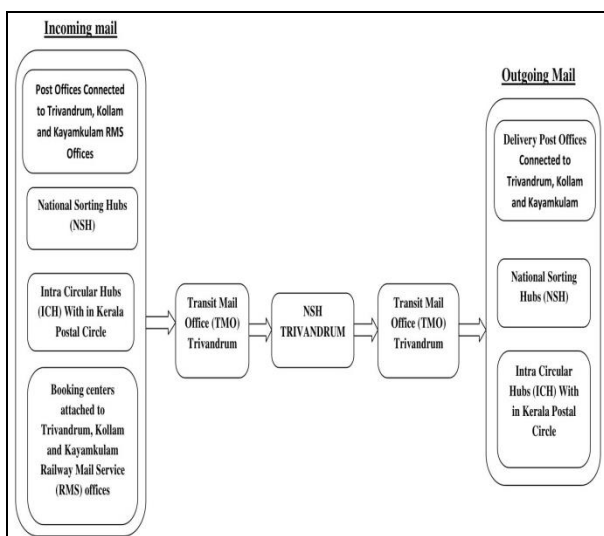 Incoming mail
Post Offices Connected
to Trivandrum, Kollam
and Kayamkulam RMS
Offices
National Sorting Hubs
(NSH)
Intra Circular Hubs
(ICH) With in Kerala
Postal Circle
Booking centers
attached to
Trivandrum, Kollam
and Kayamkulam
Railway Mail Service
(RMS) offices
Transit Mail
Office (TMO)
Trivandrum
NSH
TRIVANDRUM
Transit Mail
Office (TMO)
Trivandrum
Outgoing Mail
Delivery Post Offices
Connected to
Trivandrum, Kollam
and Kayamkulam
National Sorting
Hubs (NSH)
Intra Circular
Hubs (ICH) With
in Kerala Postal
Circle